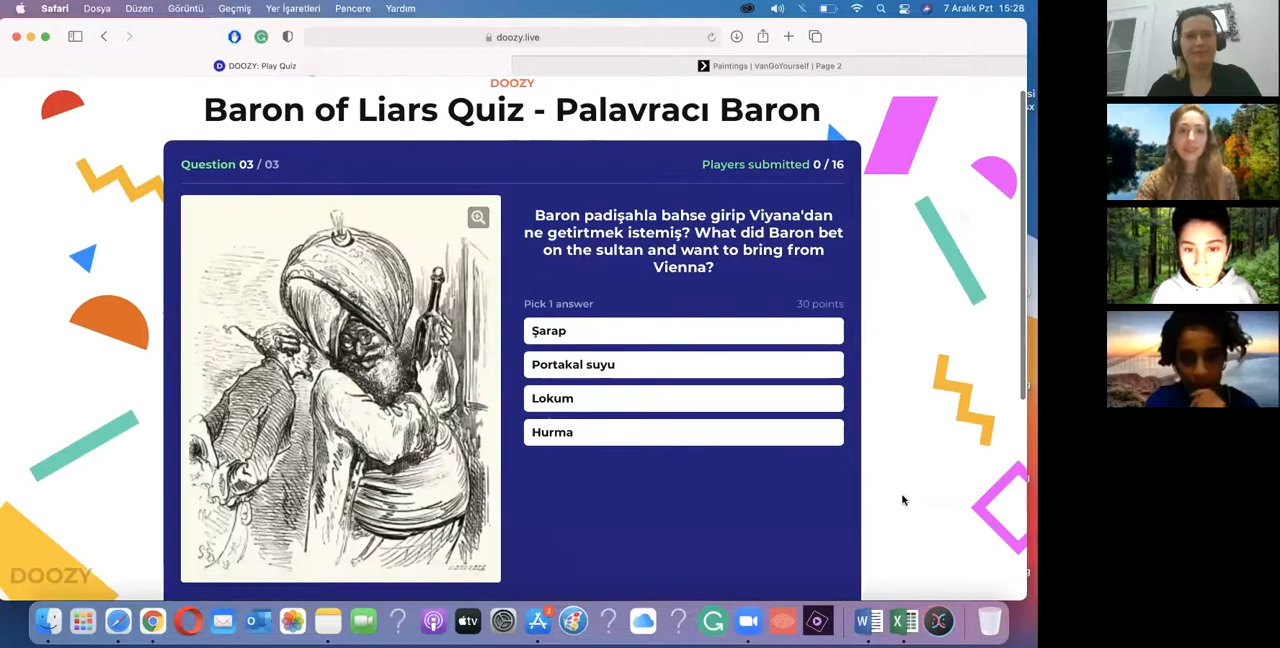 Safari Dosya Düzen Görüntü Geçmiş Yer İşaretleri Pencere Yardım
7 Aralık Pzt 15:28
doozy.live
DOOZY: Play Quiz
Paintings | VanGoYourself | Page 2
DOOZY
Baron of Liars Quiz - Palavracı Baron
Question 03 / 03
Players submitted 0 / 16
Baron padişahla bahse girip Viyana'dan
ne getirtmek istemiş? What did Baron bet
on the sultan and want to bring from
Vienna?
Pick 1 answer
30 points
Şarap
Portakal suyu
Lokum
Hurma
DOOZY
tv
2